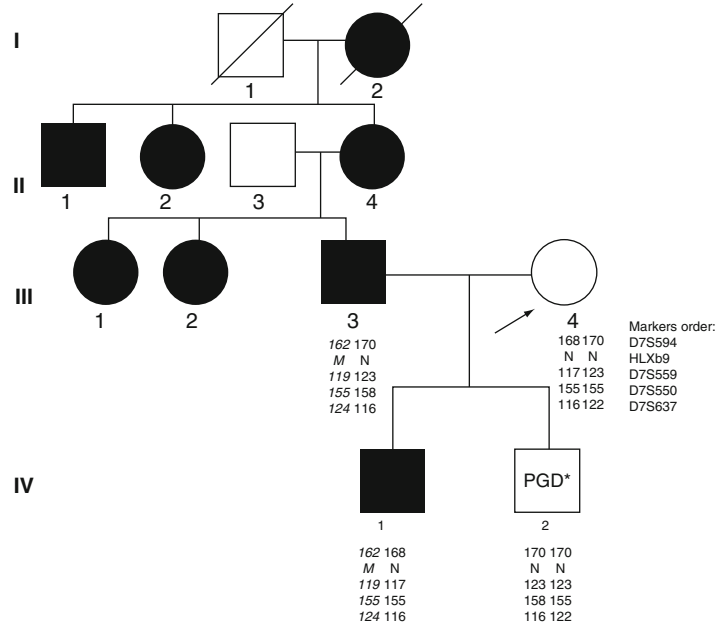 I
1 2
II
1 2 3 4
III
1 2 3 4
Markers order:
162 170
M N
119 123
155 158
124 116
168 170 D7S594
N N HLXb9
117 123 D7S559
155 155 D7S550
116 122 D7S637
IV
PGD*
1 2
162 168
M N
119 117
155 155
124 116
170 170
N N
123 123
158 155
116 122